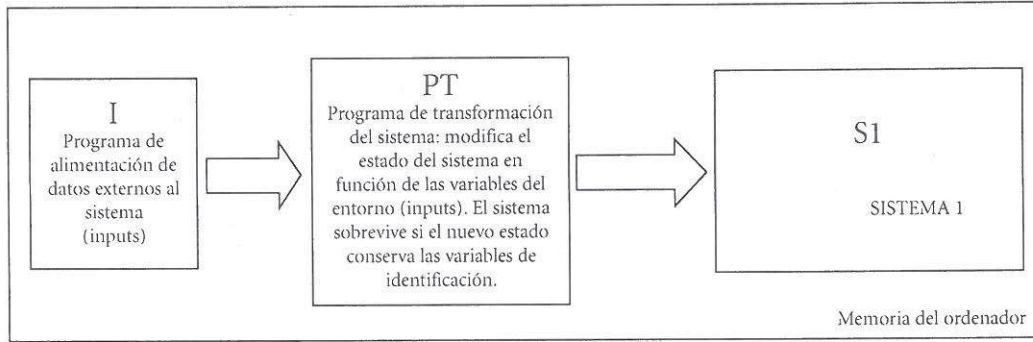 I
Programa de
alimentación de
datos externos al
sistema
(inputs)
PT
Programa de transformación
del sistema: modifica el
estado del sistema en
función de las variables del
entorno (inputs). El sistema
sobrevive si el nuevo estado
conserva las variables de
identificación.
S1
SISTEMA 1
Memoria del ordenador